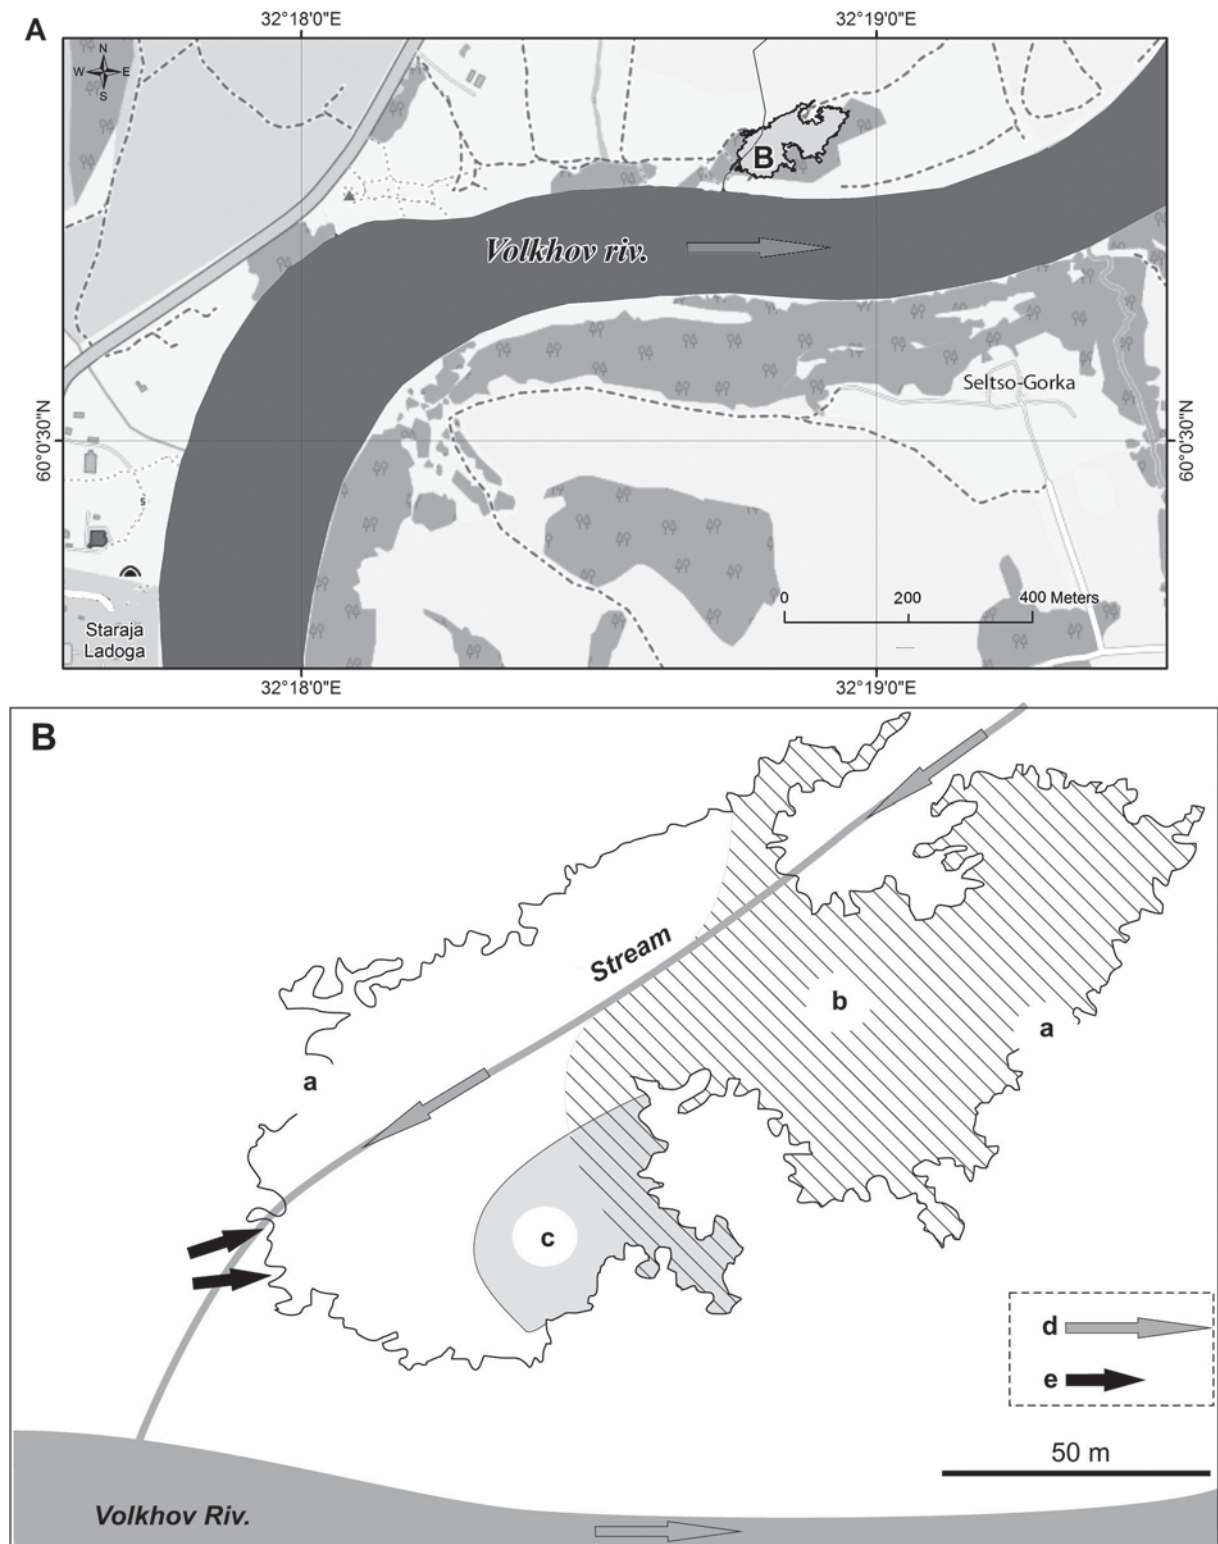 A
32°18'0"E
32°19'0"E
N
W
E
S
B
Volkhov riv.
Seltso-Gorka
60°0'30"N
60°0'30"N
5
0
200
400 Meters
Staraja
Ladoga
32°18'0"E
32°19'0"E
B
Stream
b
a
a
c
d
e
50 m
Volkhov Riv.